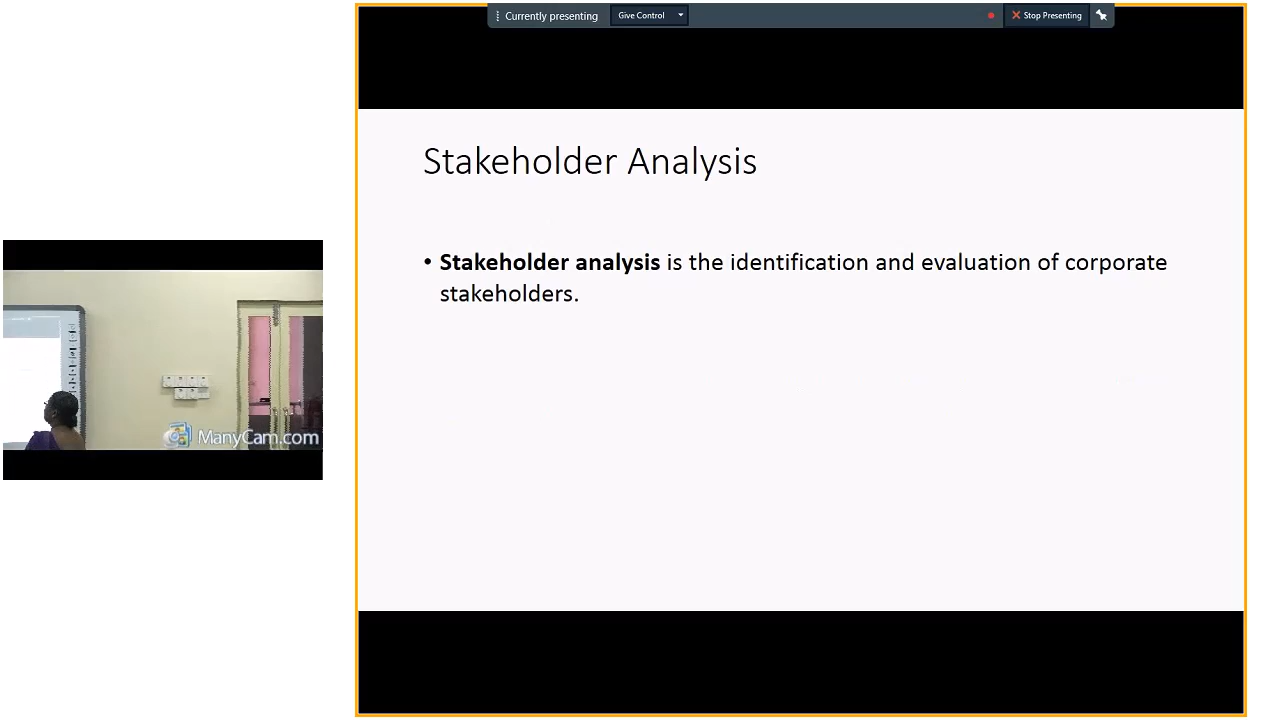 Currently presenting
Give Control
Stop Presenting
Stakeholder Analysis
• Stakeholder analysis is the identification and evaluation of corporate
stakeholders.
ManyCam.com